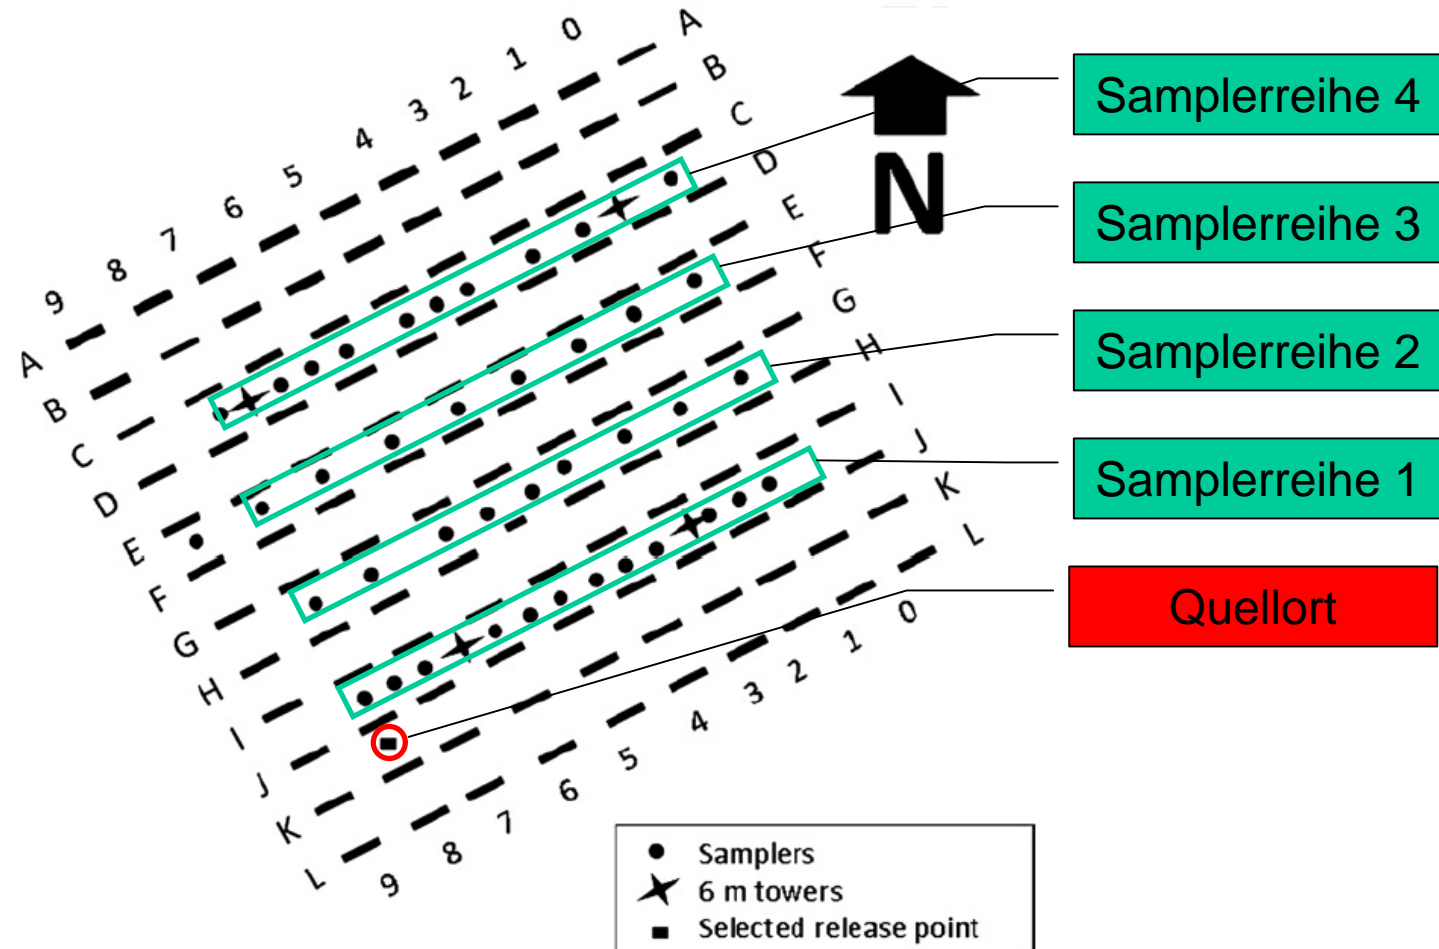 0 1 2 3 4 5 6 7 8 9
A B C D E F G H I J K L
A B C D E F G H I J K L
9 8 7 6 5 4 3 2 1 0
N
Samplerreihe 4
Samplerreihe 3
Samplerreihe 2
Samplerreihe 1
Quellort
Samplers
6 m towers
Selected release point